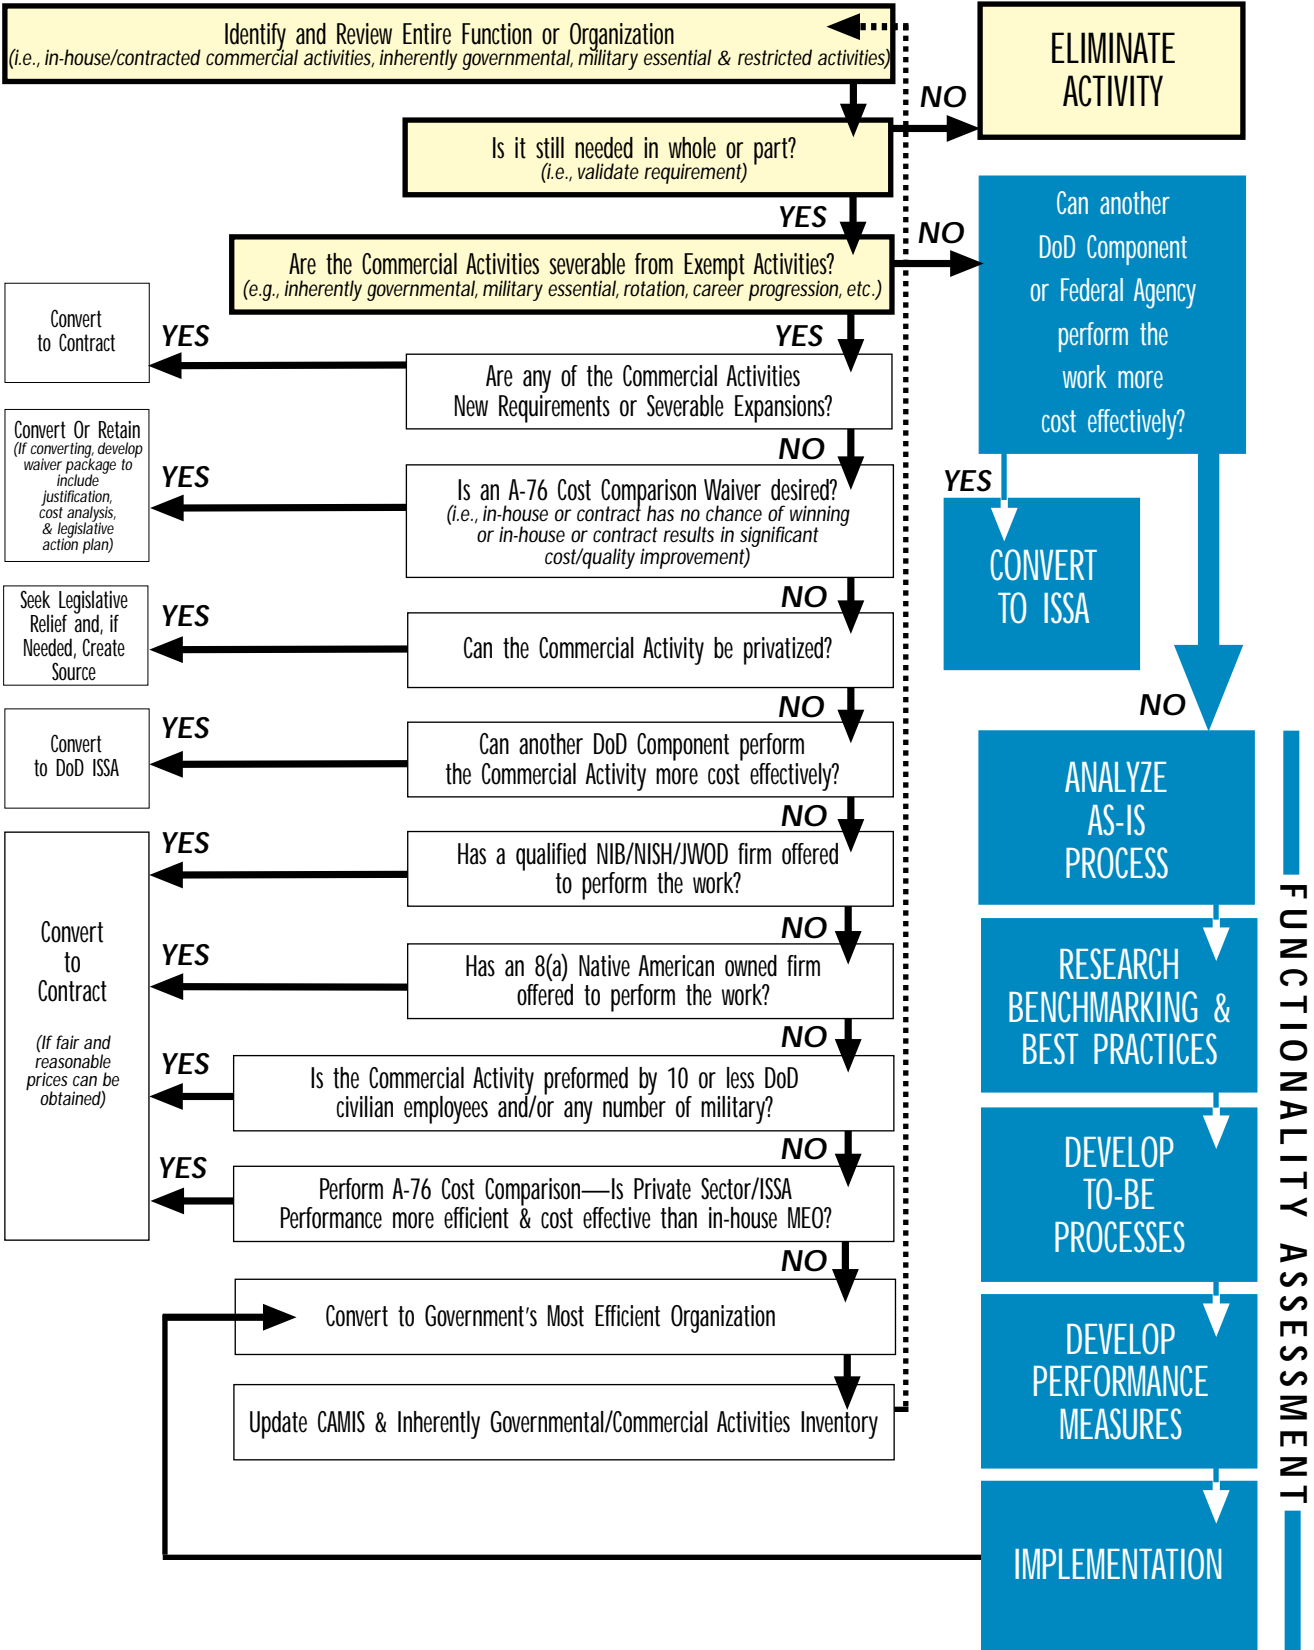 Identify and Review Entire Function or Organization
(i.e., in-house/contracted commercial activities, inherently governmental, military essential & restricted activities)
ELIMINATE
ACTIVITY
NO
Is it still needed in whole or part?
(i.e., validate requirement)
YES
NO
Are the Commercial Activities severable from Exempt Activities?
(e.g., inherently governmental, military essential, rotation, career progression, etc.)
Can another
DoD Component
or Federal Agency
perform the
work more
cost effectively?
YES
YES
Convert
to Contract
Are any of the Commercial Activities
New Requirements or Severable Expansions?
NO
YES
Convert Or Retain
(If converting, develop
waiver package to
include
justification,
cost analysis,
& legislative
action plan)
Is an A-76 Cost Comparison Waiver desired?
(i.e., in-house or contract has no chance of winning
or in-house or contract results in significant
cost/quality improvement)
YES
CONVERT
TO ISSA
NO
YES
Seek Legislative
Relief and, if
Needed, Create
Source
Can the Commercial Activity be privatized?
NO
NO
YES
Convert
to DoD ISSA
Can another DoD Component perform
the Commercial Activity more cost effectively?
NO
YES
Has a qualified NIB/NISH/JWOD firm offered
to perform the work?
NO
YES
Has an 8(a) Native American owned firm
offered to perform the work?
Convert
to
Contract
(If fair and
reasonable
prices can be
obtained)
NO
YES
Is the Commercial Activity preformed by 10 or less DoD
civilian employees and/or any number of military?
NO
YES
Perform A-76 Cost Comparison—Is Private Sector/ISSA
Performance more efficient & cost effective than in-house MEO?
NO
Convert to Government's Most Efficient Organization
Update CAMIS & Inherently Governmental/Commercial Activities Inventory
ANALYZE
AS-IS
PROCESS
RESEARCH
BENCHMARKING &
BEST PRACTICES
DEVELOP
TO-BE
PROCESSES
DEVELOP
PERFORMANCE
MEASURES
IMPLEMENTATION
FUNCTIONALITY ASSESSMENT